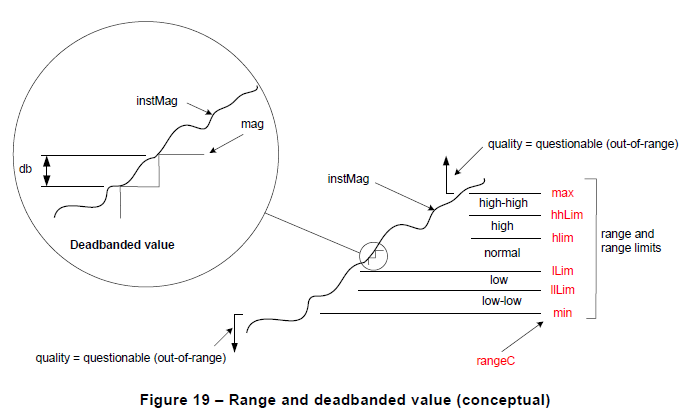 instMag
mag
db
Deadbanded value
quality = questionable (out-of-range)
instMag
max
high-high
hhLim
high
hlim
normal
lLim
low
llLim
low-low
min
range and
range limits
quality = questionable (out-of-range)
rangeC
Figure 19 – Range and deadbanded value (conceptual)